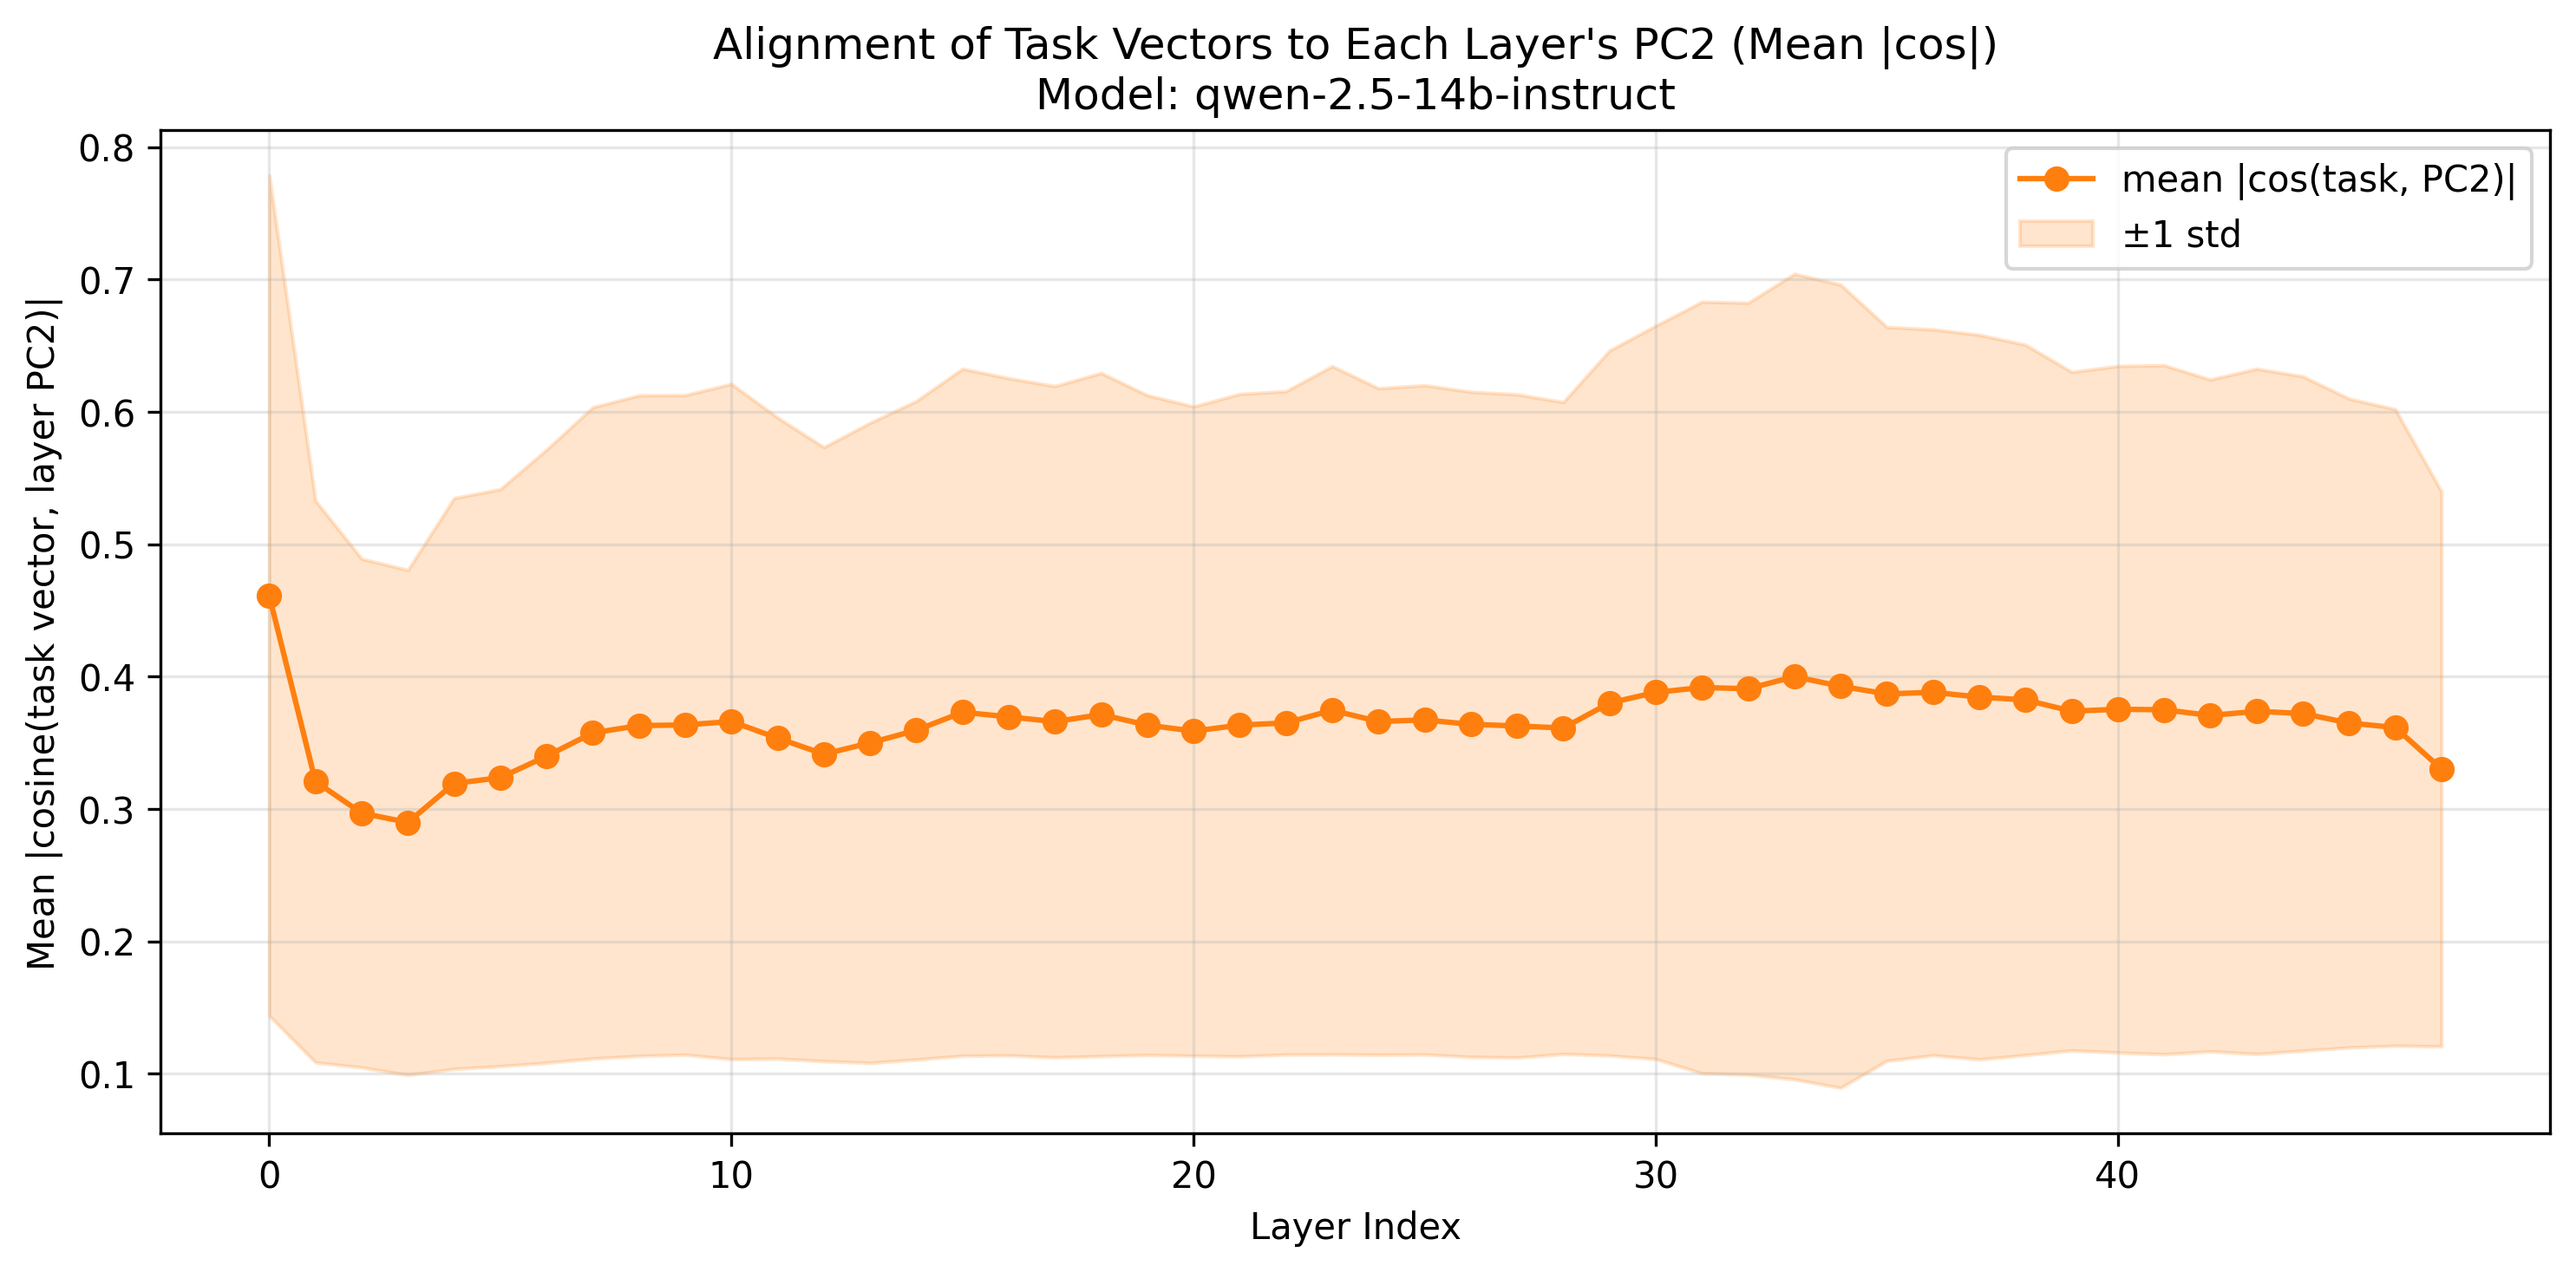 Alignment of Task Vectors to Each Layer's PC2 (Mean |cos|)
Model: qwen-2.5-14b-instruct
mean |cos(task, PC2)|
±1 std
Mean |cosine(task vector, layer PC2)|
0.8
0.7
0.6
0.5
0.4
0.3
0.2
0.1
0
10
20
30
40
Layer Index